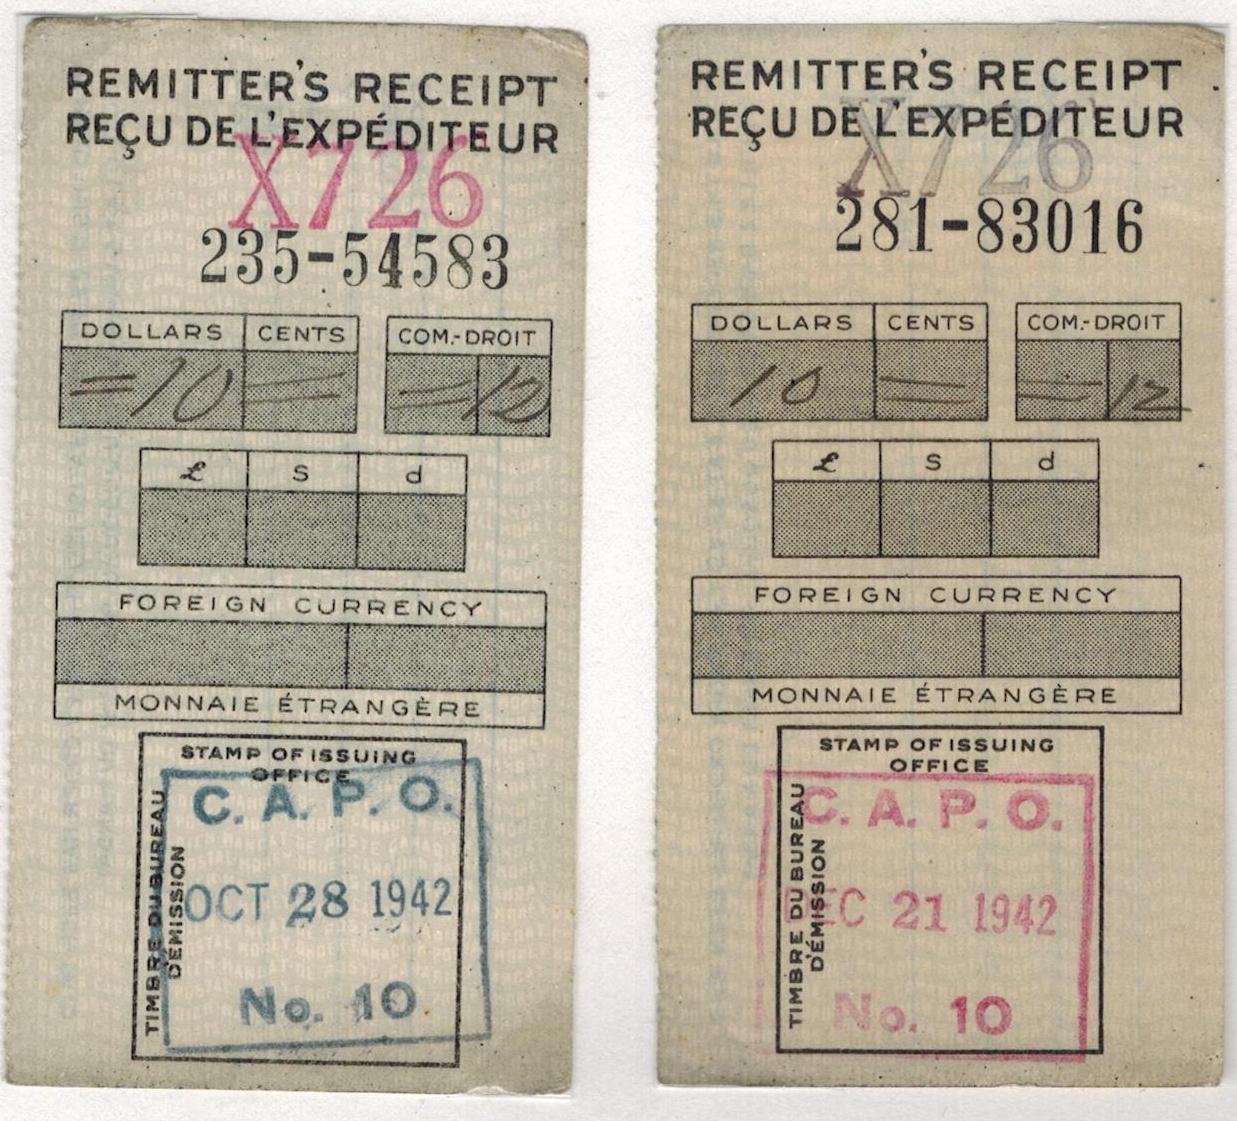 REMITTER'S RECEIPT
REÇU DE L'EXPÉDITEUR
X726
235-54583
DOLLARS CENTS COM.-DROIT
=10 = = 12
£ S d
FOREIGN CURRENCY
MONNAIE ÉTRANGÈRE
STAMP OF ISSUING
OFFICE
TIMBRE DU BUREAU
D'ÉMISSION
C. A. P. O.
OCT 28 1942
No. 10
REMITTER'S RECEIPT
REÇU DE L'EXPÉDITEUR
X726
281-83016
DOLLARS CENTS COM.-DROIT
10 = = 12
£ S d
FOREIGN CURRENCY
MONNAIE ÉTRANGÈRE
STAMP OF ISSUING
OFFICE
TIMBRE DU BUREAU
D'ÉMISSION
C. A. P. O.
DEC 21 1942
No. 10